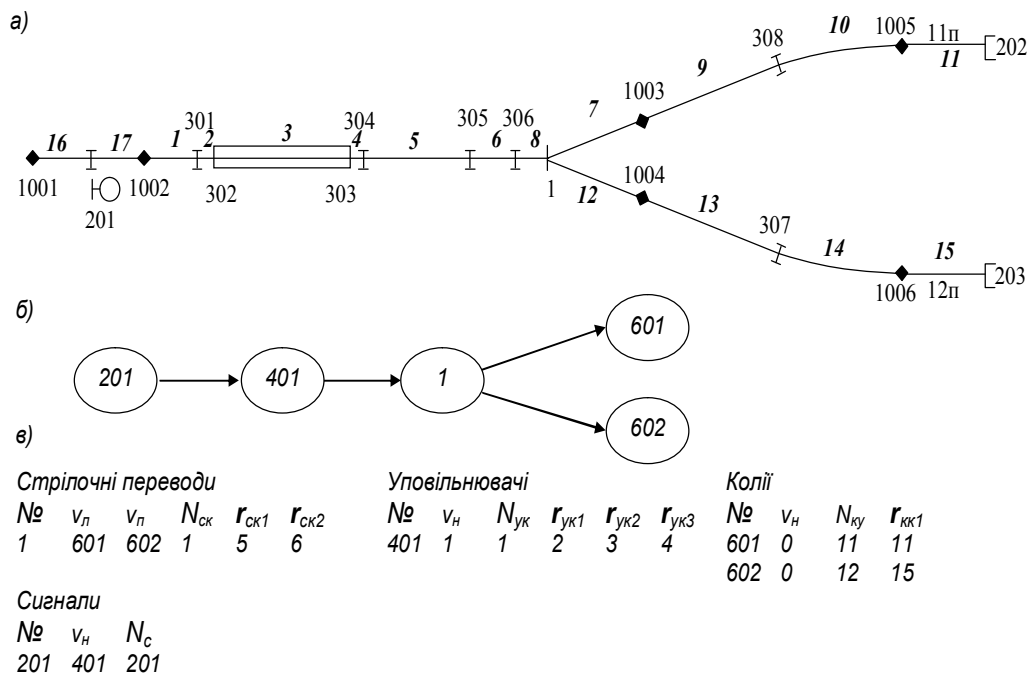 а)
10
1005
11п
308
11
202
9
1003
7
301
304
305
306
16
17
1
2
3
4
5
6
8
1004
1001
1002
302
303
1
12
13
201
307
14
15
203
1006
12п
б)
601
201
401
1
602
в)
Стрілочні переводи
№ vл vп Nск rск1 rск2
1 601 602 1 5 6
Уповільнювачі
№ vн Nук rук1 rук2 rук3
401 1 1 2 3 4
Колії
№ vн Nку rкк1
601 0 11 11
602 0 12 15
Сигнали
№ vн Nс
201 401 201